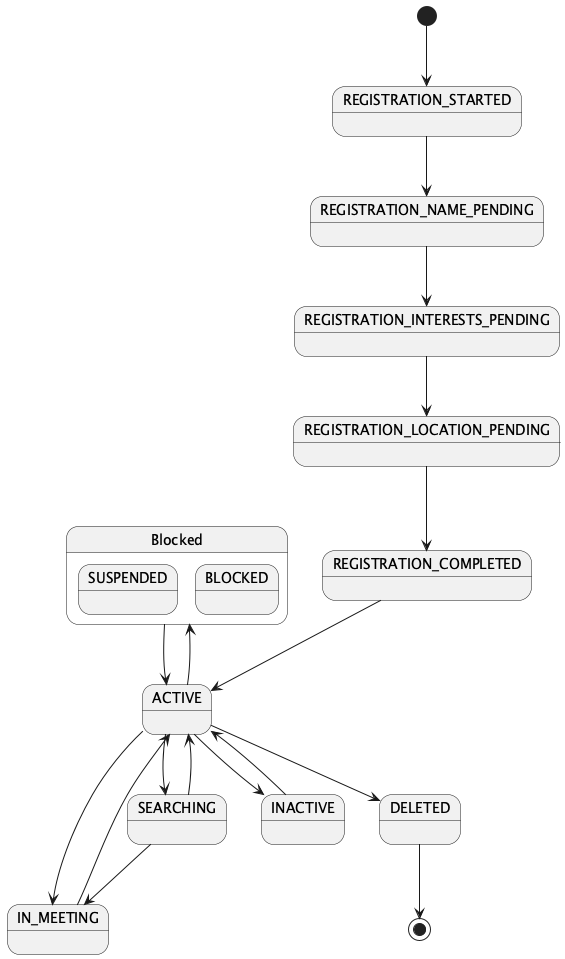 REGISTRATION_STARTED
REGISTRATION_NAME_PENDING
REGISTRATION_INTERESTS_PENDING
REGISTRATION_LOCATION_PENDING
Blocked
SUSPENDED
BLOCKED
REGISTRATION_COMPLETED
ACTIVE
SEARCHING
INACTIVE
DELETED
IN_MEETING